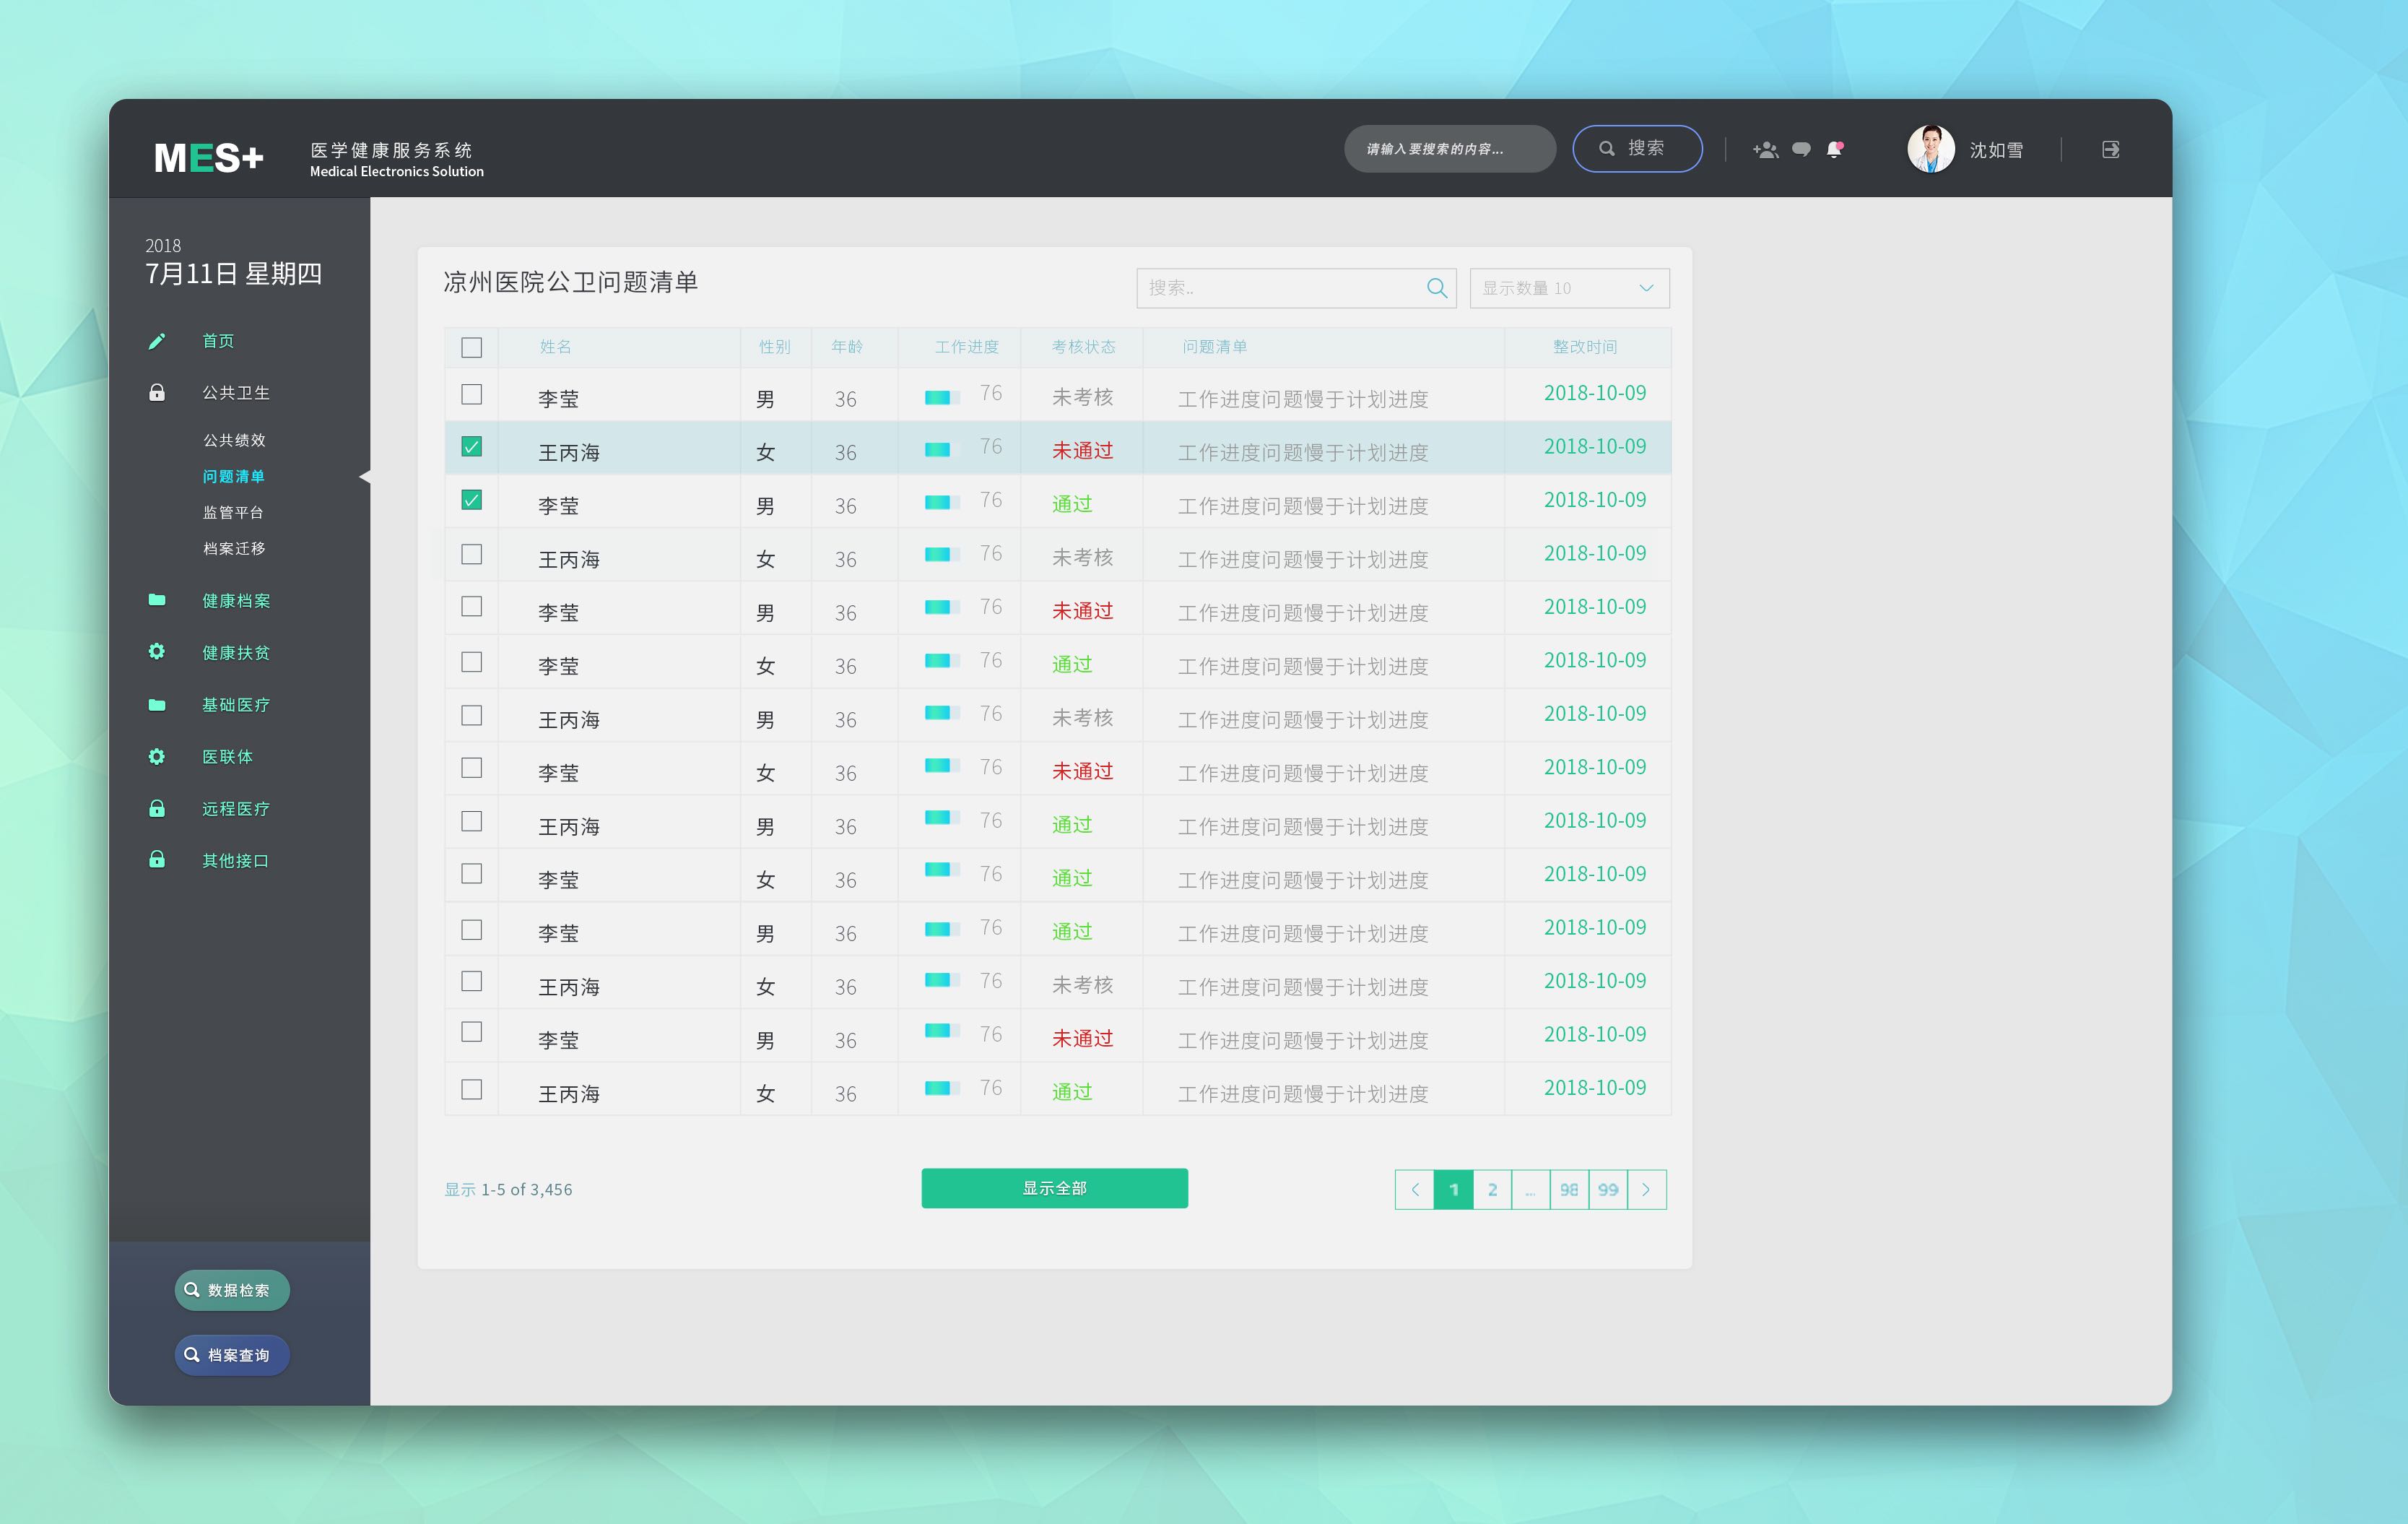 MES+
医学健康服务系统
Medical Electronics Solution
请输入要搜索的内容...
搜索
沈如雪
2018
7月11日 星期四
首页
公共卫生
公共绩效
问题清单
监管平台
档案迁移
健康档案
健康扶贫
基础医疗
医联体
远程医疗
其他接口
数据检索
档案查询
凉州医院公卫问题清单
搜索..
显示数量 10
姓名 性别 年龄 工作进度 考核状态 问题清单 整改时间
李莹 男 36 76 未考核 工作进度问题慢于计划进度 2018-10-09
王丙海 女 36 76 未通过 工作进度问题慢于计划进度 2018-10-09
李莹 男 36 76 通过 工作进度问题慢于计划进度 2018-10-09
王丙海 女 36 76 未考核 工作进度问题慢于计划进度 2018-10-09
李莹 男 36 76 未通过 工作进度问题慢于计划进度 2018-10-09
李莹 女 36 76 通过 工作进度问题慢于计划进度 2018-10-09
王丙海 男 36 76 未考核 工作进度问题慢于计划进度 2018-10-09
李莹 女 36 76 未通过 工作进度问题慢于计划进度 2018-10-09
王丙海 男 36 76 通过 工作进度问题慢于计划进度 2018-10-09
李莹 女 36 76 通过 工作进度问题慢于计划进度 2018-10-09
李莹 男 36 76 通过 工作进度问题慢于计划进度 2018-10-09
王丙海 女 36 76 未考核 工作进度问题慢于计划进度 2018-10-09
李莹 男 36 76 未通过 工作进度问题慢于计划进度 2018-10-09
王丙海 女 36 76 通过 工作进度问题慢于计划进度 2018-10-09
显示 1-5 of 3,456
显示全部
1 2 ... 98 99